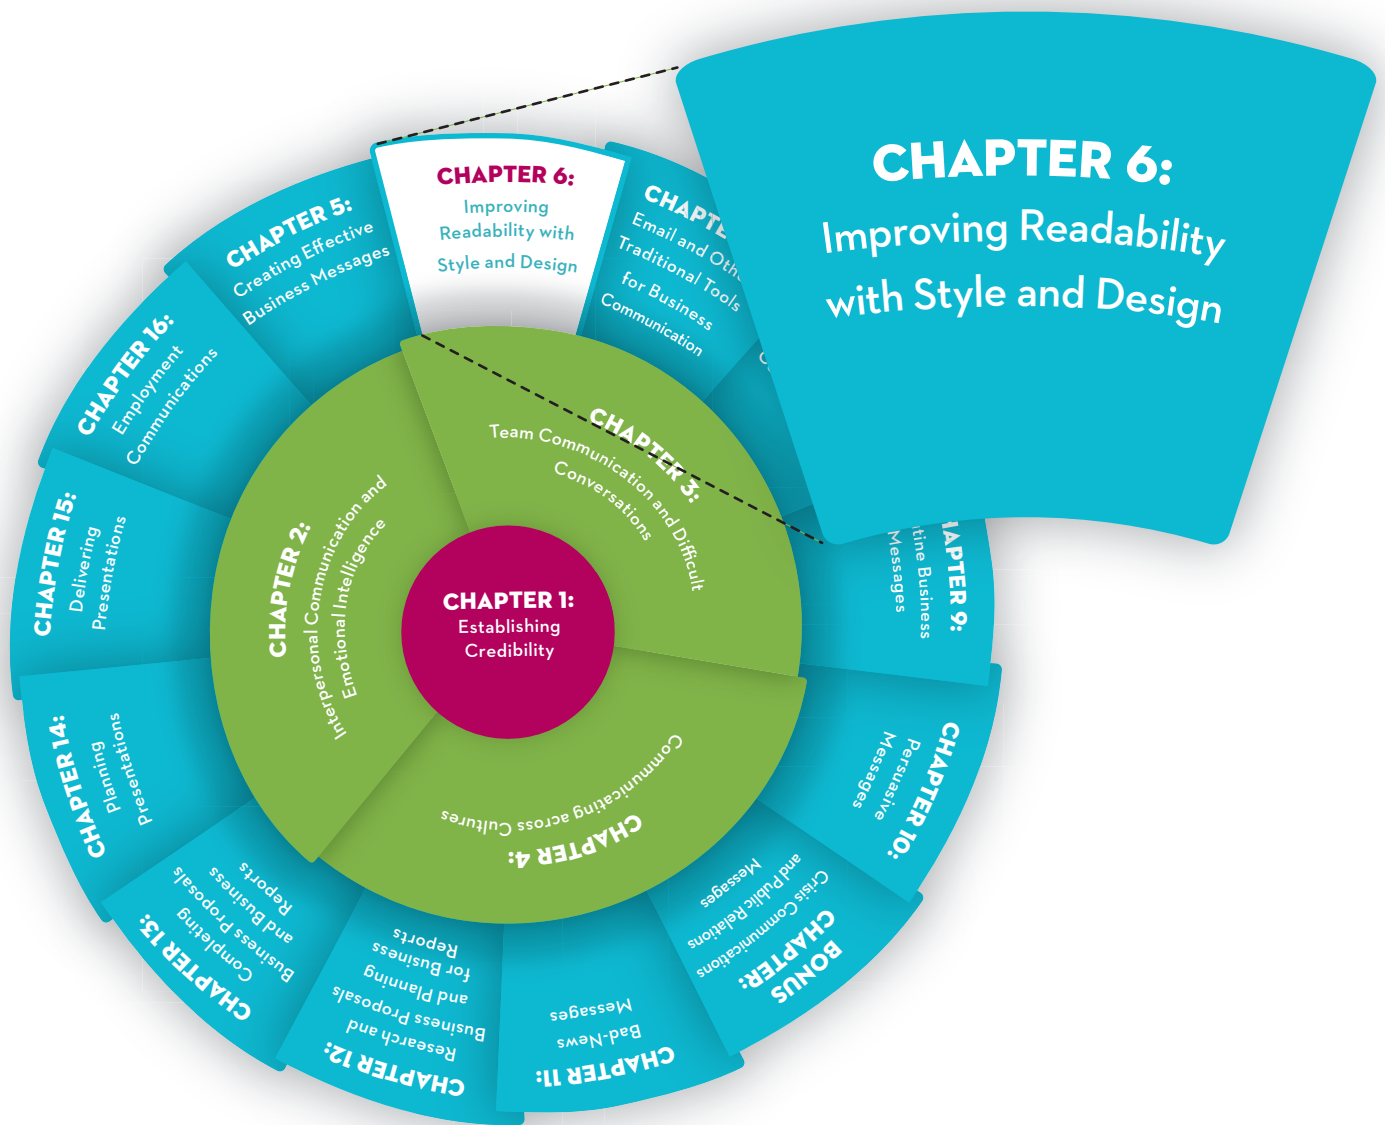 CHAPTER 6:
Improving Readability
with Style and Design
CHAPTER 6:
Improving
Readability with
Style and Design
CHAPTER 5:
Creating Effective
Business Messages
CHAPTER 16:
Employment
Communications
CHAPTER 15:
Delivering
Presentations
CHAPTER 14:
Planning
Presentations
CHAPTER 13:
Completing
Business Proposals
and Business
Reports
CHAPTER 12:
Research and
Business Proposals
and Planning
for Business
Reports
CHAPTER 11:
Bad-News
Messages
BONUS
CHAPTER:
Crisis Communications
and Public Relations
Messages
CHAPTER 10:
Persuasive
Messages
HAPTER 9:
tine Business
Messages
CHAPTE
Email and Oth
Traditional Tools
for Business
Communication
CHAPTER 3:
Team Communication and Difficult
Conversations
CHAPTER 2:
Interpersonal Communication and
Emotional Intelligence
CHAPTER 4:
Communicating across Cultures
CHAPTER 1:
Establishing
Credibility